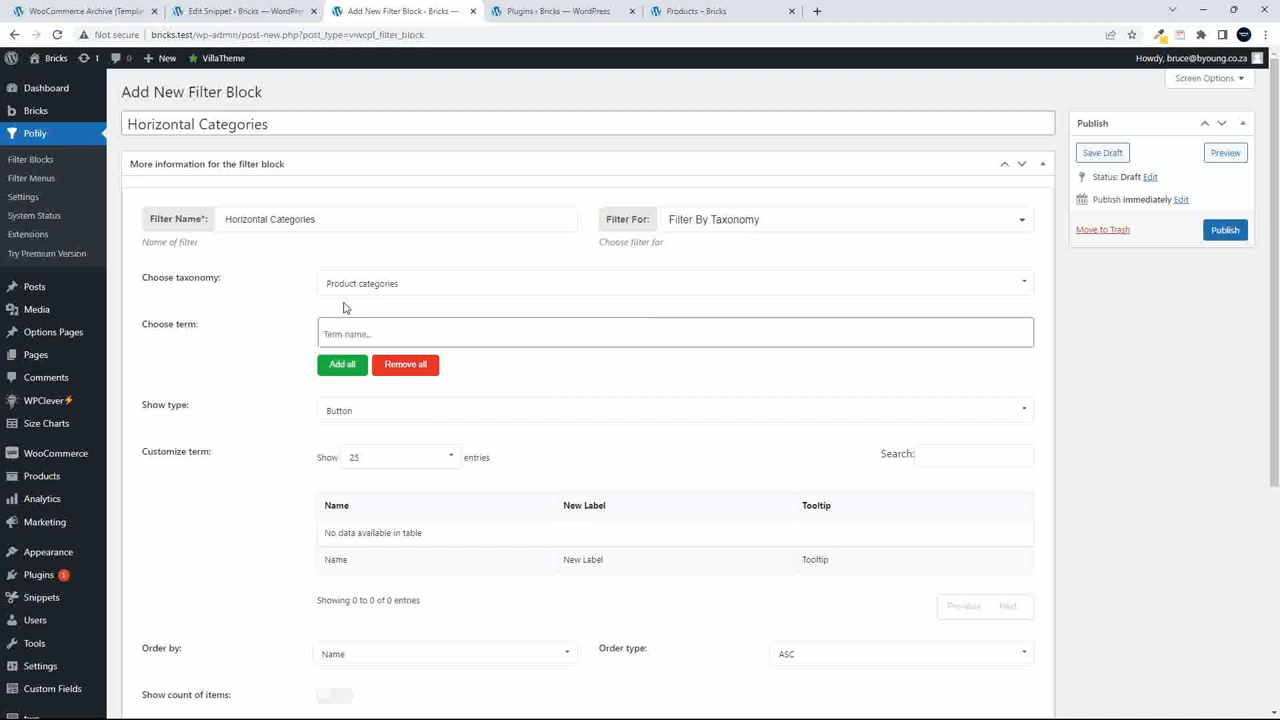 WooCommerce Archive (Templat
Edit Snippet ‹ Bricks — WordPre
Add New Filter Block ‹ Bricks —
Plugins ‹ Bricks — WordPress
Products – Bricks
Not secure
bricks.test/wp-admin/post-new.php?post_type=viwcpf_filter_block
Bricks
1
0
New
VillaTheme
Howdy, bruce@byoung.co.za
Screen Options
Dashboard
Bricks
Pofily
Filter Blocks
Filter Menus
Settings
System Status
Extensions
Try Premium Version
Posts
Media
Options Pages
Pages
Comments
WPClever⚡
Size Charts
WooCommerce
Products
Analytics
Marketing
Appearance
Plugins 1
Snippets
Users
Tools
Settings
Custom Fields
Add New Filter Block
Horizontal Categories
More information for the filter block
Filter Name*: Horizontal Categories
Name of filter
Filter For: Filter By Taxonomy
Choose filter for
Choose taxonomy: Product categories
Choose term: Term name...
Add all Remove all
Show type: Button
Customize term: Show 25 entries Search:
Name New Label Tooltip
No data available in table
Name New Label Tooltip
Showing 0 to 0 of 0 entries
Previous Next
Order by: Name Order type: ASC
Show count of items:
Publish
Save Draft Preview
Status: Draft Edit
Publish immediately Edit
Move to Trash Publish